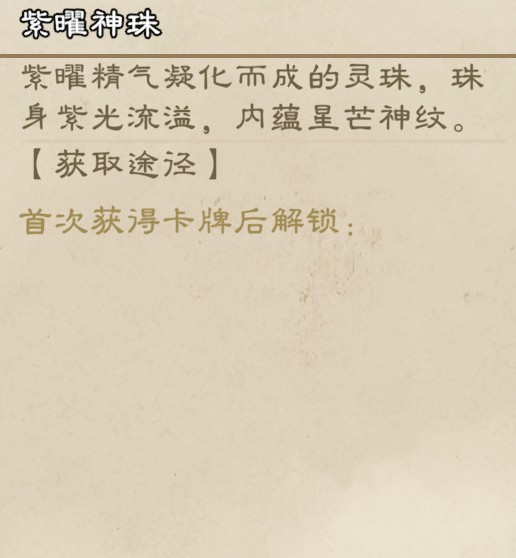 紫曜神珠
紫曜精气凝化而成的灵珠，珠
身紫光流溢，内蕴星芒神纹。
【获取途径】
首次获得卡牌后解锁：